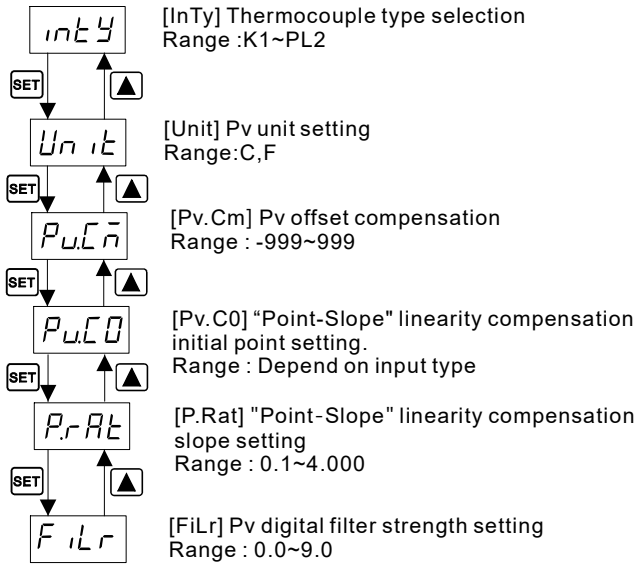 intY
[InTy] Thermocouple type selection
Range :K1~PL2
SET
Unit
[Unit] Pv unit setting
Range:C,F
SET
Pv.Cm
[Pv.Cm] Pv offset compensation
Range : -999~999
SET
Pv.C0
[Pv.C0] “Point-Slope" linearity compensation
initial point setting.
Range : Depend on input type
SET
P.rAt
[P.Rat] "Point-Slope" linearity compensation
slope setting
Range : 0.1~4.000
SET
FiLr
[FiLr] Pv digital filter strength setting
Range : 0.0~9.0